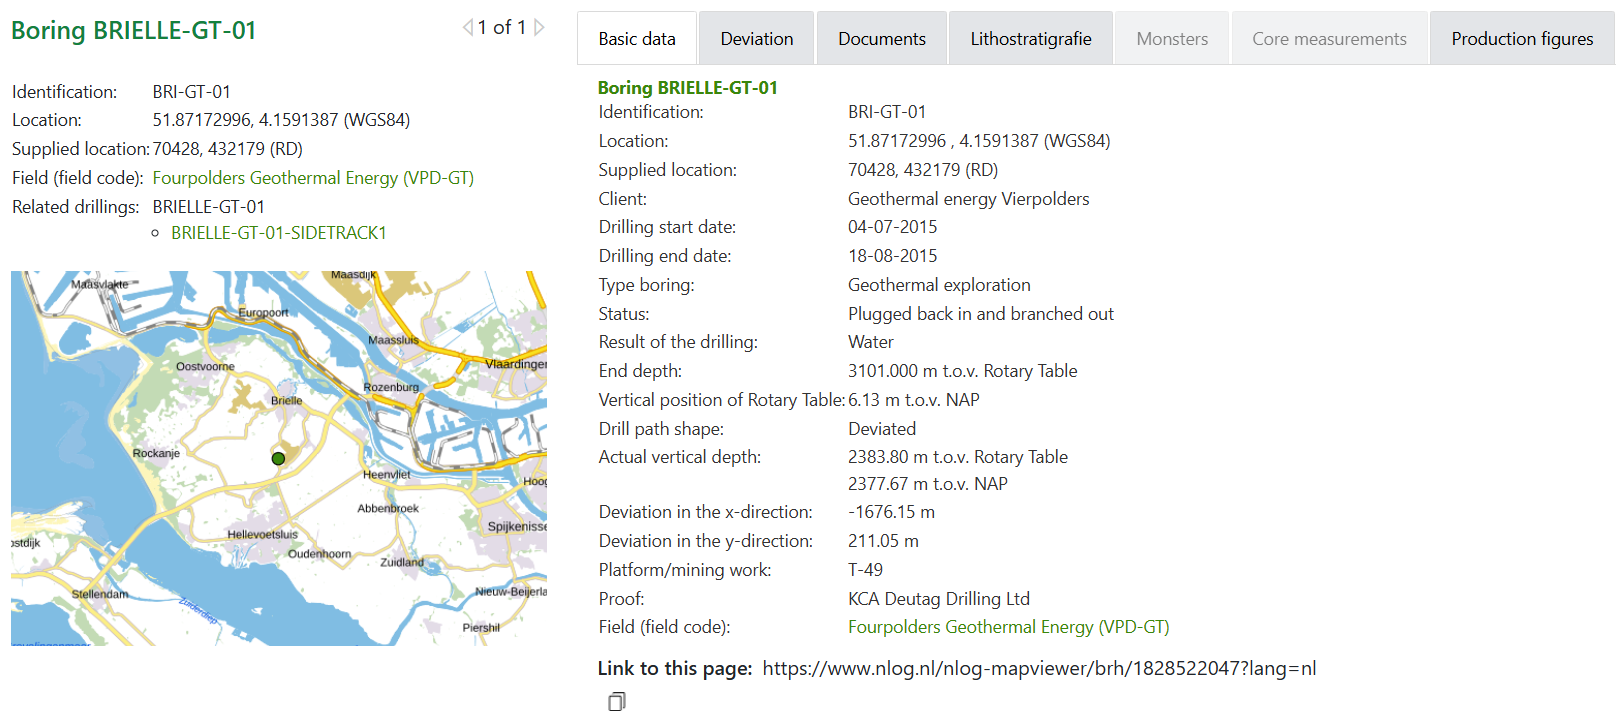 Boring BRIELLE-GT-01
1 of 1
Identification: BRI-GT-01
Location: 51.87172996, 4.1591387 (WGS84)
Supplied location: 70428, 432179 (RD)
Field (field code): Fourpolders Geothermal Energy (VPD-GT)
Related drillings: BRIELLE-GT-01
BRIELLE-GT-01-SIDETRACK1
Maasdijk
Maasvlakte
Europoort
Maassluis
Oostvoorne
Vlaardingen
Rozenburg
Brielle
Rockanje
Heenvliet
Hoog
Abbenbroek
Spijkenisse
Hellevoetsluis
ostdijk
Oudenhoorn
Zuidland
Stellendam
Nieuw-Beijerla
Zuiderdiep
Piershil
Basic data
Deviation
Documents
Lithostratigrafie
Monsters
Core measurements
Production figures
Boring BRIELLE-GT-01
Identification: BRI-GT-01
Location: 51.87172996 , 4.1591387 (WGS84)
Supplied location: 70428, 432179 (RD)
Client: Geothermal energy Vierpolders
Drilling start date: 04-07-2015
Drilling end date: 18-08-2015
Type boring: Geothermal exploration
Status: Plugged back in and branched out
Result of the drilling: Water
End depth: 3101.000 m t.o.v. Rotary Table
Vertical position of Rotary Table: 6.13 m t.o.v. NAP
Drill path shape: Deviated
Actual vertical depth: 2383.80 m t.o.v. Rotary Table
2377.67 m t.o.v. NAP
Deviation in the x-direction: -1676.15 m
Deviation in the y-direction: 211.05 m
Platform/mining work: T-49
Proof: KCA Deutag Drilling Ltd
Field (field code): Fourpolders Geothermal Energy (VPD-GT)
Link to this page: https://www.nlog.nl/nlog-mapviewer/brh/1828522047?lang=nl